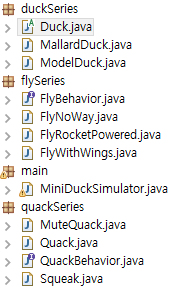 duckSeries
Duck.java
MallardDuck.java
ModelDuck.java
flySeries
FlyBehavior.java
FlyNoWay.java
FlyRocketPowered.java
FlyWithWings.java
main
MiniDuckSimulator.java
quackSeries
MuteQuack.java
Quack.java
QuackBehavior.java
Squeak.java